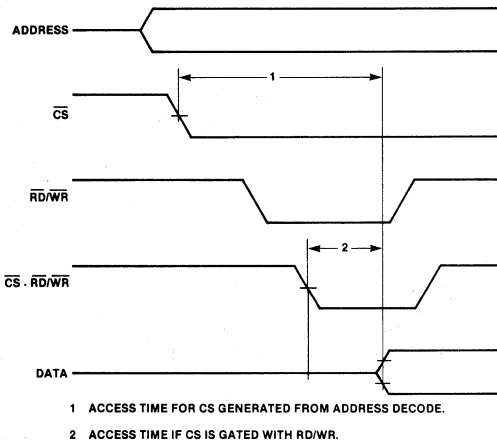 ADDRESS
1
CS
RD/WR
2
CS · RD/WR
DATA
1 ACCESS TIME FOR CS GENERATED FROM ADDRESS DECODE.
2 ACCESS TIME IF CS IS GATED WITH RD/WR.